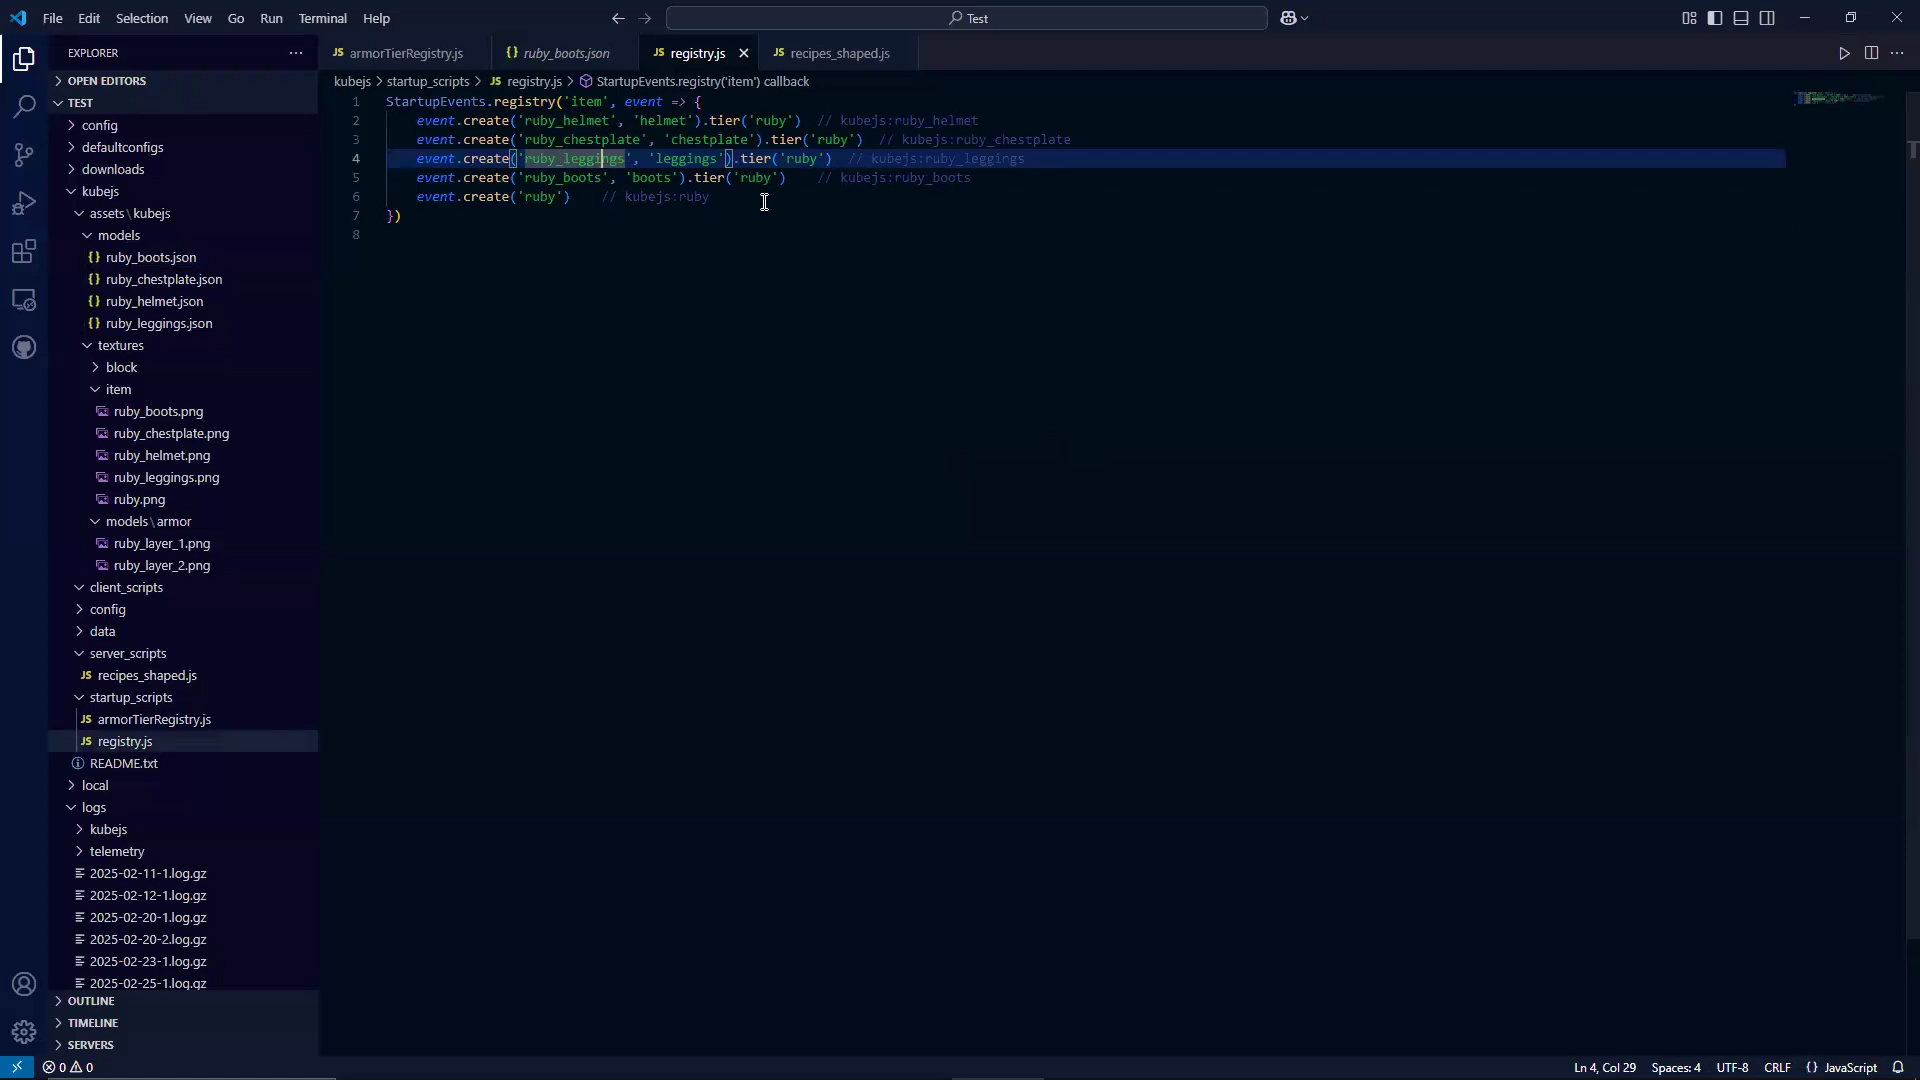 File Edit Selection View Go Run Terminal Help
Test
EXPLORER
OPEN EDITORS
TEST
config
defaultconfigs
downloads
kubejs
assets\kubejs
models
ruby_boots.json
ruby_chestplate.json
ruby_helmet.json
ruby_leggings.json
textures
block
item
ruby_boots.png
ruby_chestplate.png
ruby_helmet.png
ruby_leggings.png
ruby.png
models\armor
ruby_layer_1.png
ruby_layer_2.png
client_scripts
config
data
server_scripts
JS recipes_shaped.js
startup_scripts
JS armorTierRegistry.js
JS registry.js
README.txt
local
logs
kubejs
telemetry
2025-02-11-1.log.gz
2025-02-12-1.log.gz
2025-02-20-1.log.gz
2025-02-20-2.log.gz
2025-02-23-1.log.gz
2025-02-25-1.log.gz
OUTLINE
TIMELINE
SERVERS
JS armorTierRegistry.js {} ruby_boots.json JS registry.js JS recipes_shaped.js
kubejs > startup_scripts > JS registry.js > StartupEvents.registry('item') callback
1 StartupEvents.registry('item', event => {
2 event.create('ruby_helmet', 'helmet').tier('ruby') // kubejs:ruby_helmet
3 event.create('ruby_chestplate', 'chestplate').tier('ruby') // kubejs:ruby_chestplate
4 event.create('ruby_leggings', 'leggings').tier('ruby') // kubejs:ruby_leggings
5 event.create('ruby_boots', 'boots').tier('ruby') // kubejs:ruby_boots
6 event.create('ruby') // kubejs:ruby
7 })
8
0 0 Ln 4, Col 29 Spaces: 4 UTF-8 CRLF {} JavaScript